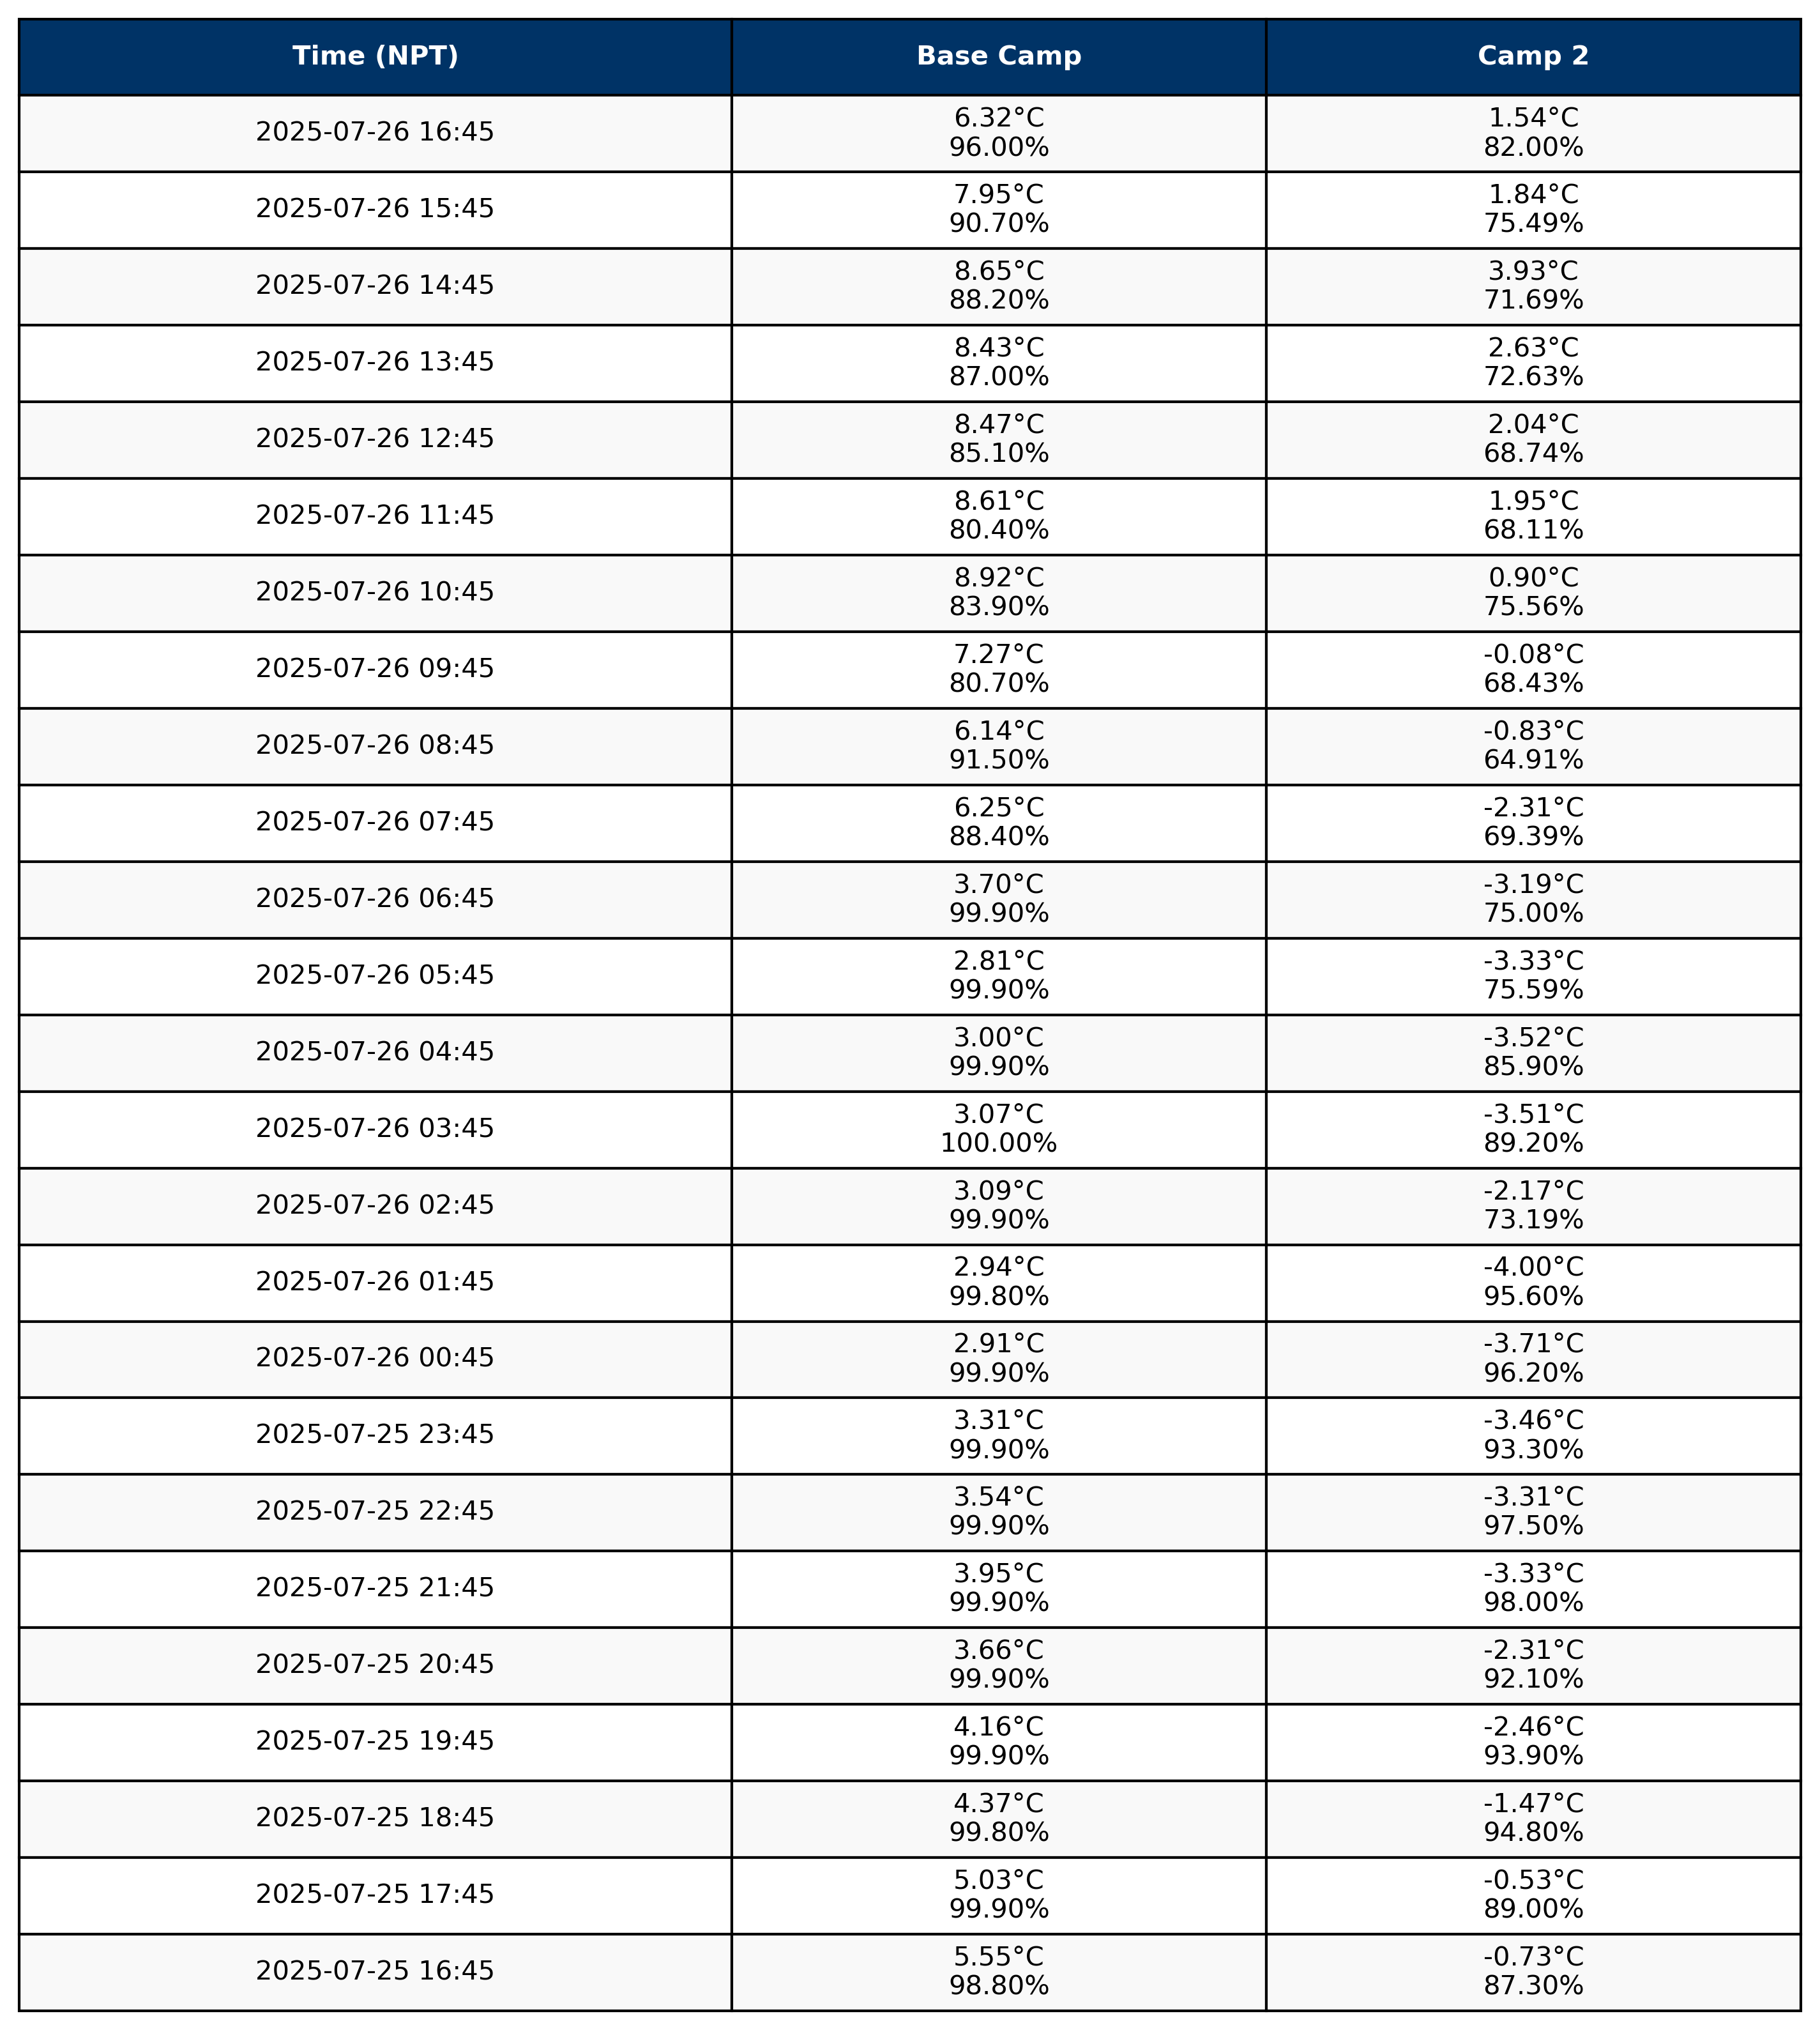 Time (NPT) Base Camp Camp 2
2025-07-26 16:45 6.32°C 1.54°C
96.00% 82.00%
2025-07-26 15:45 7.95°C 1.84°C
90.70% 75.49%
2025-07-26 14:45 8.65°C 3.93°C
88.20% 71.69%
2025-07-26 13:45 8.43°C 2.63°C
87.00% 72.63%
2025-07-26 12:45 8.47°C 2.04°C
85.10% 68.74%
2025-07-26 11:45 8.61°C 1.95°C
80.40% 68.11%
2025-07-26 10:45 8.92°C 0.90°C
83.90% 75.56%
2025-07-26 09:45 7.27°C -0.08°C
80.70% 68.43%
2025-07-26 08:45 6.14°C -0.83°C
91.50% 64.91%
2025-07-26 07:45 6.25°C -2.31°C
88.40% 69.39%
2025-07-26 06:45 3.70°C -3.19°C
99.90% 75.00%
2025-07-26 05:45 2.81°C -3.33°C
99.90% 75.59%
2025-07-26 04:45 3.00°C -3.52°C
99.90% 85.90%
2025-07-26 03:45 3.07°C -3.51°C
100.00% 89.20%
2025-07-26 02:45 3.09°C -2.17°C
99.90% 73.19%
2025-07-26 01:45 2.94°C -4.00°C
99.80% 95.60%
2025-07-26 00:45 2.91°C -3.71°C
99.90% 96.20%
2025-07-25 23:45 3.31°C -3.46°C
99.90% 93.30%
2025-07-25 22:45 3.54°C -3.31°C
99.90% 97.50%
2025-07-25 21:45 3.95°C -3.33°C
99.90% 98.00%
2025-07-25 20:45 3.66°C -2.31°C
99.90% 92.10%
2025-07-25 19:45 4.16°C -2.46°C
99.90% 93.90%
2025-07-25 18:45 4.37°C -1.47°C
99.80% 94.80%
2025-07-25 17:45 5.03°C -0.53°C
99.90% 89.00%
2025-07-25 16:45 5.55°C -0.73°C
98.80% 87.30%